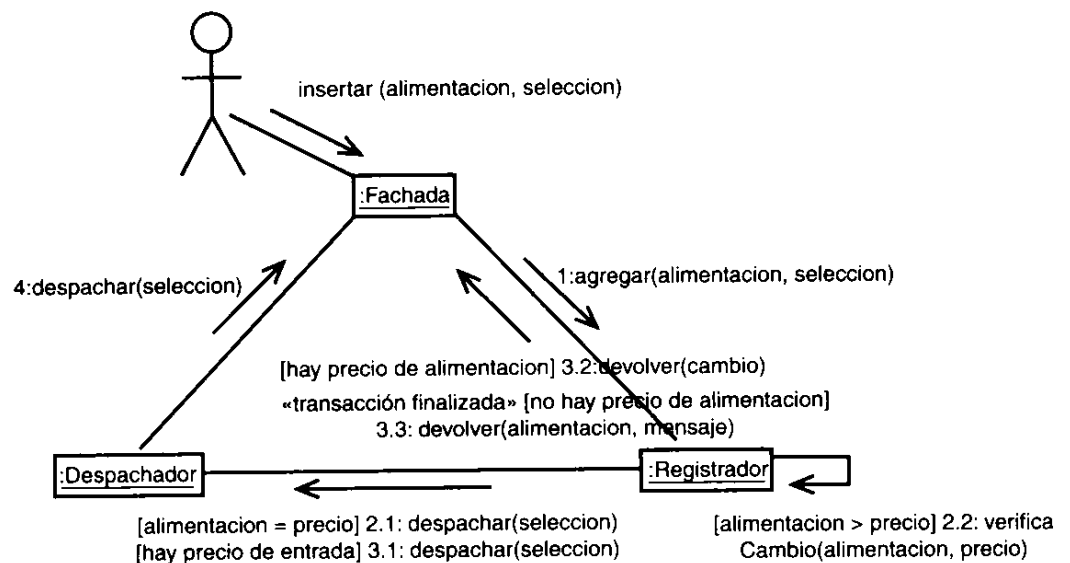 insertar (alimentacion, seleccion)
:Fachada
4:despachar(seleccion)
1:agregar(alimentacion, seleccion)
[hay precio de alimentacion] 3.2:devolver(cambio)
«transacción finalizada» [no hay precio de alimentacion]
3.3: devolver(alimentacion, mensaje)
:Despachador
:Registrador
[alimentacion = precio] 2.1: despachar(seleccion)
[hay precio de entrada] 3.1: despachar(seleccion)
[alimentacion > precio] 2.2: verifica
Cambio(alimentacion, precio)